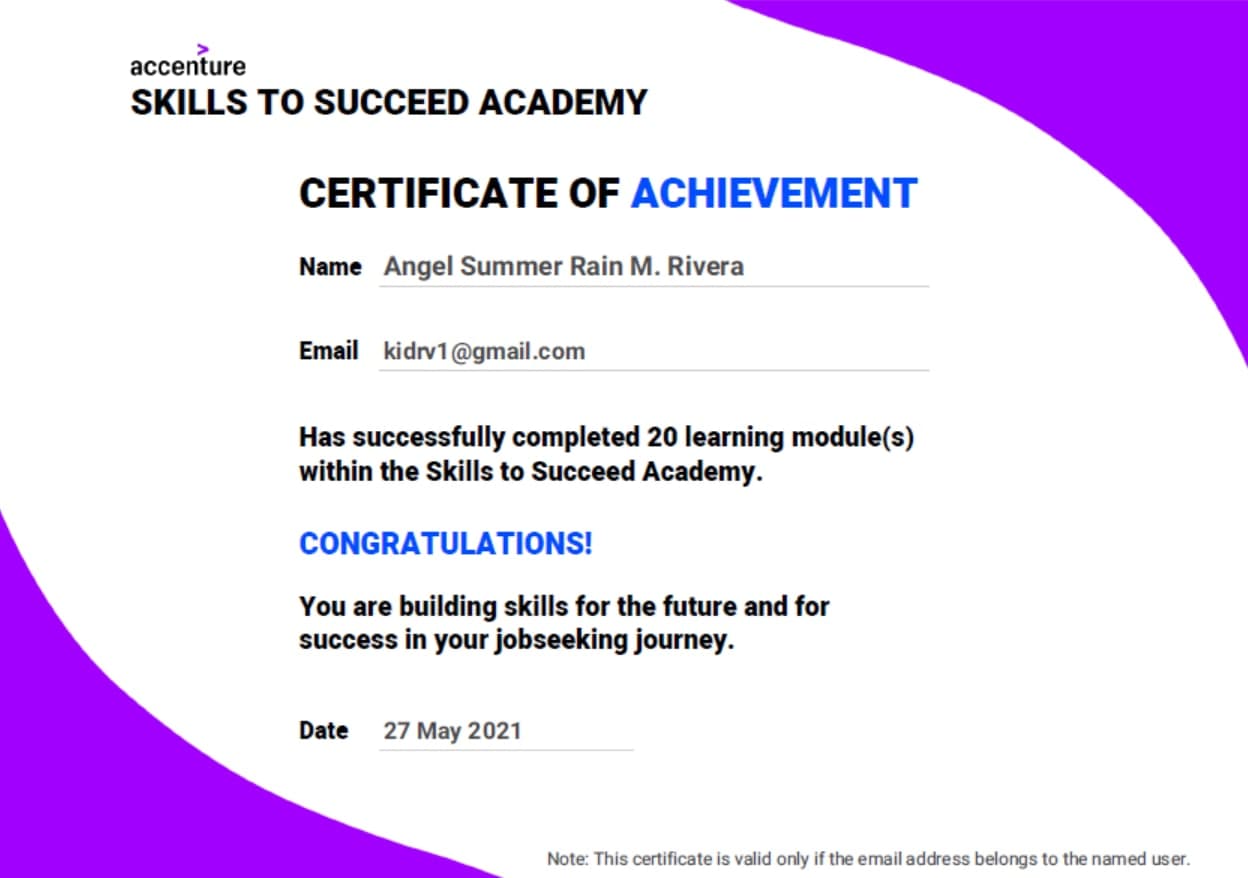 accenture
SKILLS TO SUCCEED ACADEMY
CERTIFICATE OF ACHIEVEMENT
Name Angel Summer Rain M. Rivera
Email kidrv1@gmail.com
Has successfully completed 20 learning module(s)
within the Skills to Succeed Academy.
CONGRATULATIONS!
You are building skills for the future and for
success in your jobseeking journey.
Date 27 May 2021
Note: This certificate is valid only if the email address belongs to the named user.